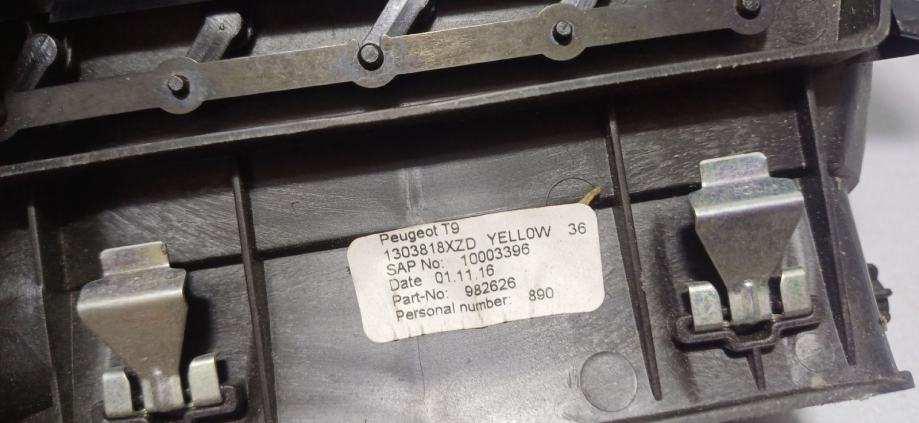 Peugeot T9
1303818XZD YELLOW 36
SAP No: 10003396
Date 01.11.16
Part-No: 982626
Personal number: 890